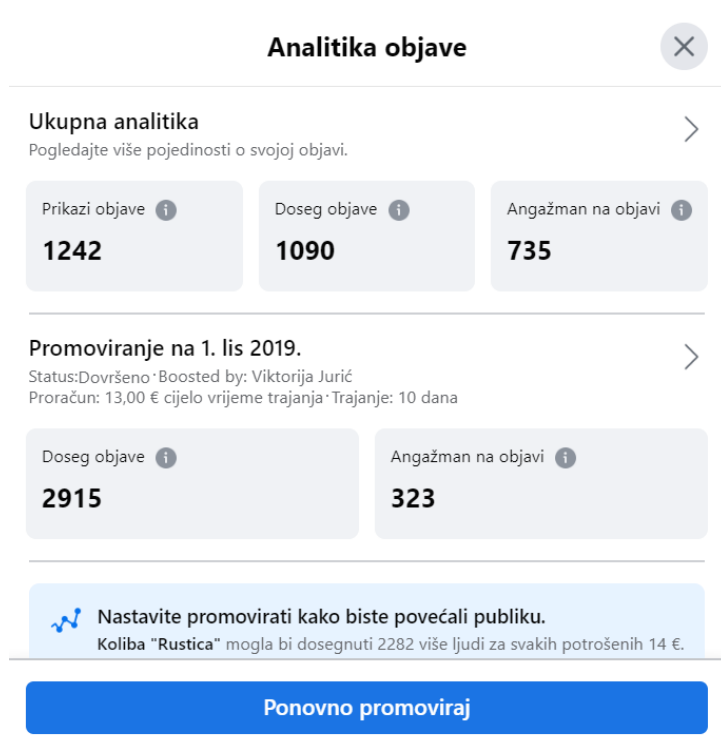 Analitika objave
Ukupna analitika
Pogledajte više pojedinosti o svojoj objavi.
Prikazi objave
Doseg objave
Angažman na objavi
1242
1090
735
Promoviranje na 1. lis 2019.
Status:Dovršeno · Boosted by: Viktorija Jurić
Proračun: 13,00 € cijelo vrijeme trajanja · Trajanje: 10 dana
Doseg objave
Angažman na objavi
2915
323
Nastavite promovirati kako biste povećali publiku.
Koliba "Rustica" mogla bi dosegnuti 2282 više ljudi za svakih potrošenih 14 €.
Ponovno promoviraj